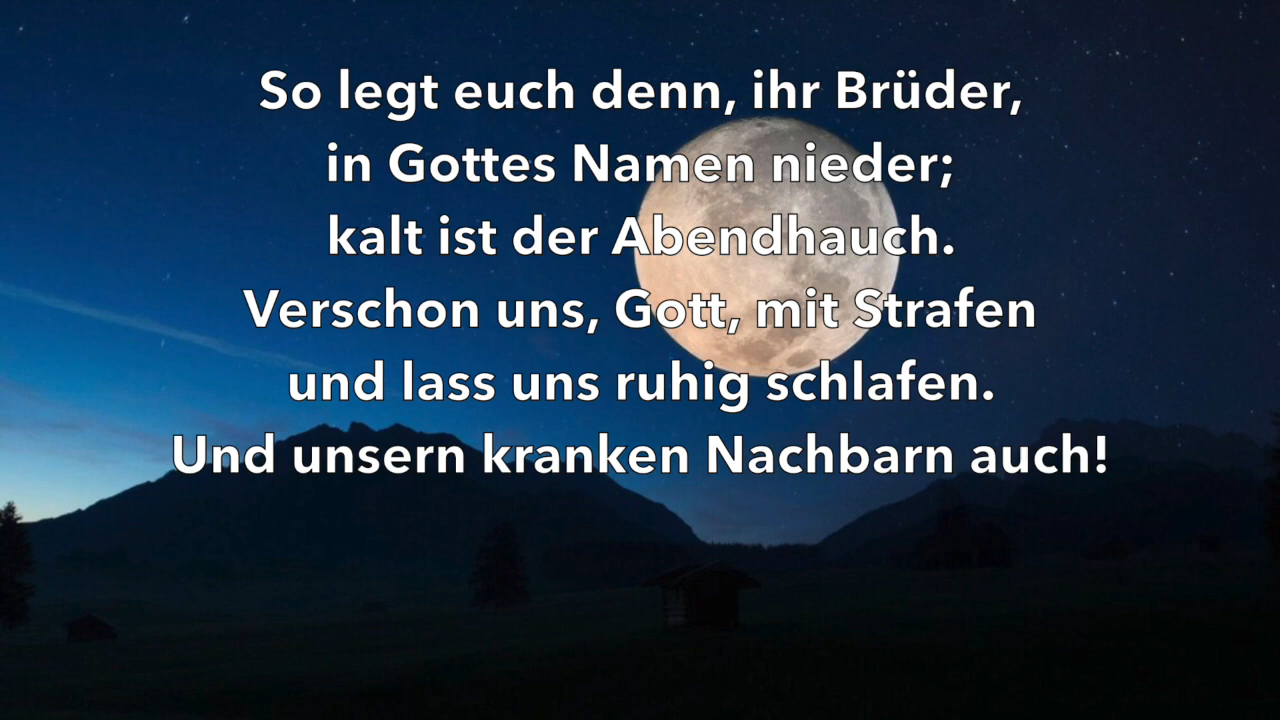 So legt euch denn, ihr Brüder,
in Gottes Namen nieder;
kalt ist der Abendhauch.
Verschon uns, Gott, mit Strafen
und lass uns ruhig schlafen.
Und unsern kranken Nachbarn auch!